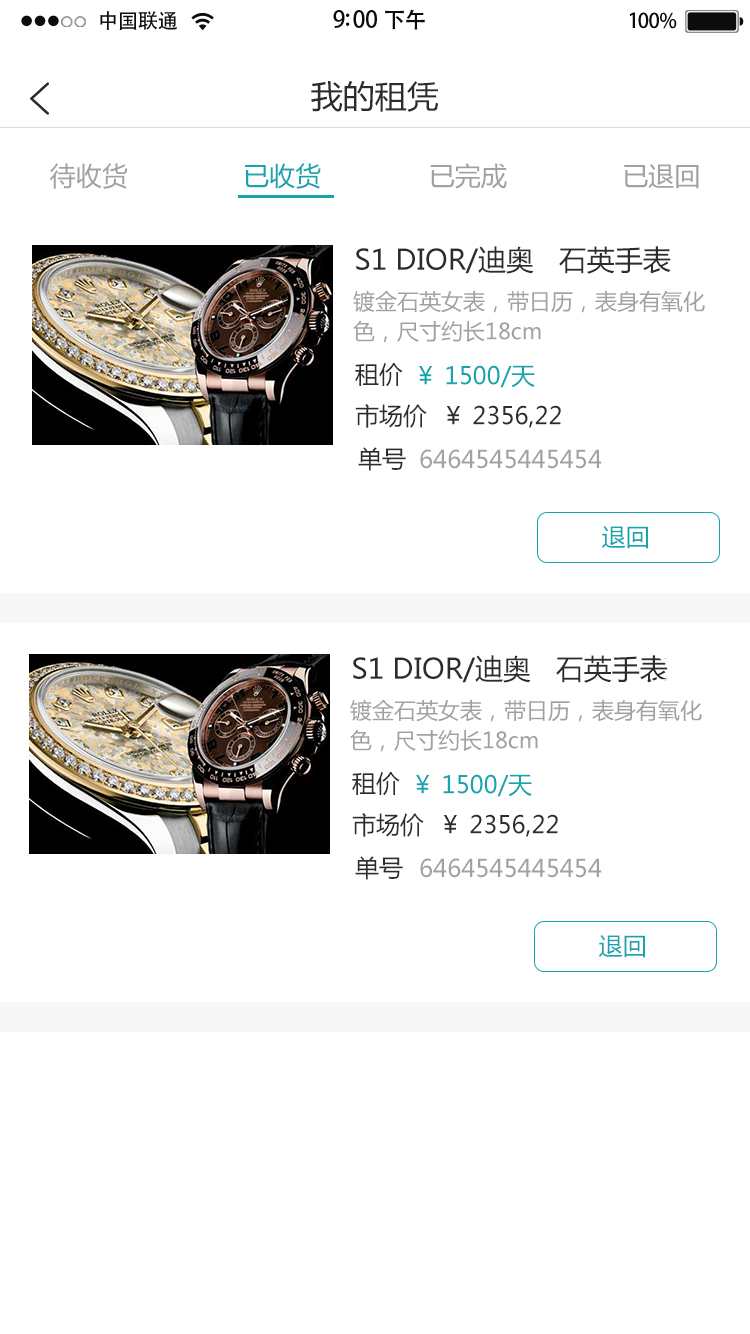 中国联通 9:00 下午 100%
我的租凭
待收货 已收货 已完成 已退回
S1 DIOR/迪奥 石英手表
镀金石英女表，带日历，表身有氧化
色，尺寸约长18cm
租价 ¥ 1500/天
市场价 ¥ 2356,22
单号 6464545445454
退回
S1 DIOR/迪奥 石英手表
镀金石英女表，带日历，表身有氧化
色，尺寸约长18cm
租价 ¥ 1500/天
市场价 ¥ 2356,22
单号 6464545445454
退回